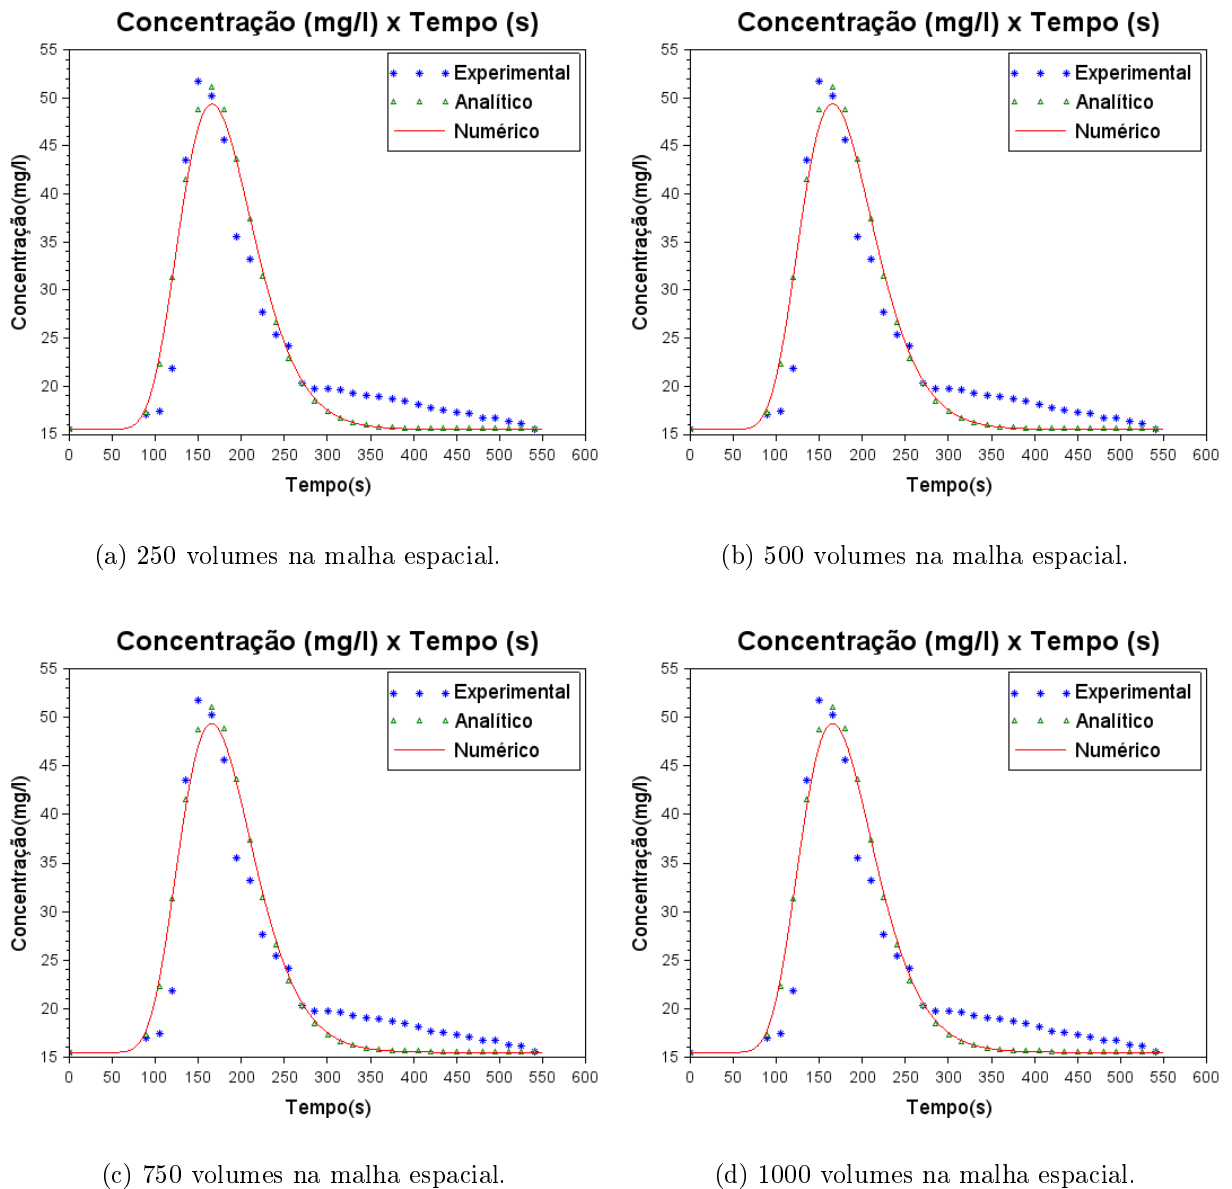 Concentração (mg/l) x Tempo (s)
55
50
45
40
35
30
25
20
15
Concentração(mg/l)
Experimental
Analítico
Numérico
0 50 100 150 200 250 300 350 400 450 500 550 600
Tempo(s)
(a) 250 volumes na malha espacial.
Concentração (mg/l) x Tempo (s)
55
50
45
40
35
30
25
20
15
Concentração(mg/l)
Experimental
Analítico
Numérico
0 50 100 150 200 250 300 350 400 450 500 550 600
Tempo(s)
(b) 500 volumes na malha espacial.
Concentração (mg/l) x Tempo (s)
55
50
45
40
35
30
25
20
15
Concentração(mg/l)
Experimental
Analítico
Numérico
0 50 100 150 200 250 300 350 400 450 500 550 600
Tempo(s)
(c) 750 volumes na malha espacial.
Concentração (mg/l) x Tempo (s)
55
50
45
40
35
30
25
20
15
Concentração(mg/l)
Experimental
Analítico
Numérico
0 50 100 150 200 250 300 350 400 450 500 550 600
Tempo(s)
(d) 1000 volumes na malha espacial.